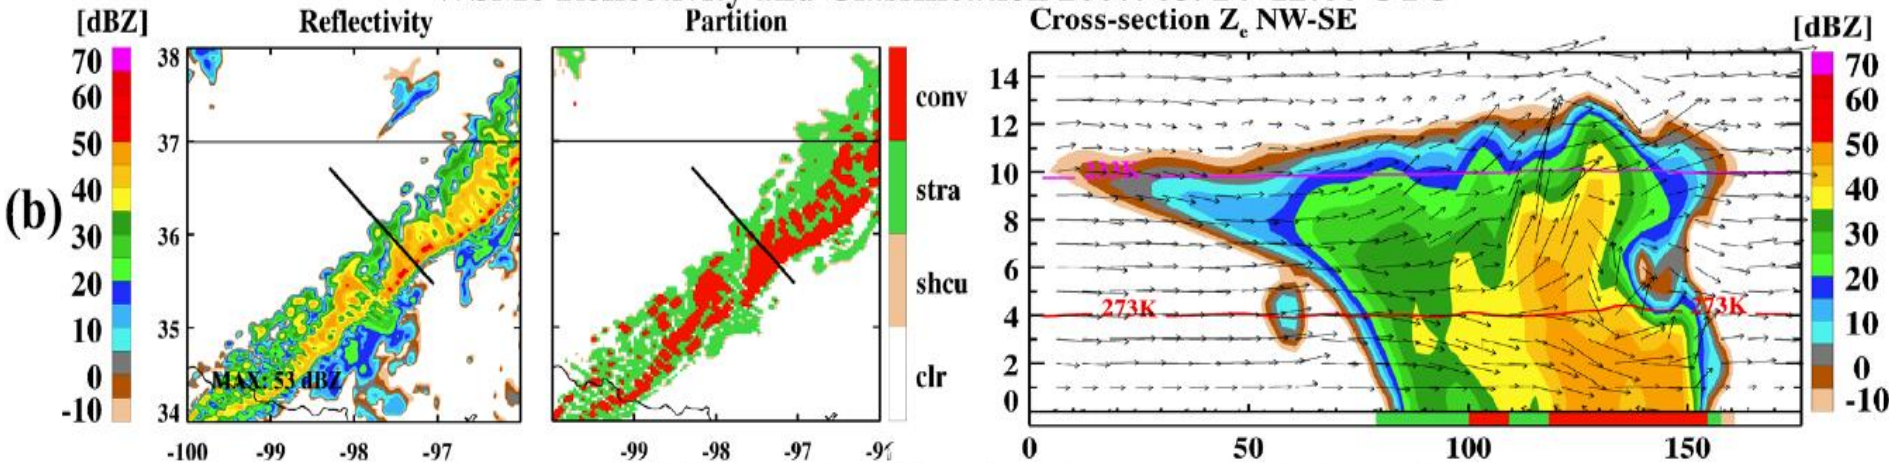 [dBZ] Reflectivity Partition Cross-section Ze NW-SE [dBZ]
(b)
70
60
50
40
30
20
10
0
-10
38
37
36
35
34
MAX: 53 dBZ
-100 -99 -98 -97
-99 -98 -97
conv
stra
shcu
clr
14
12
10
8
6
4
2
0
273K 273K
0 50 100 150
70
60
50
40
30
20
10
0
-10